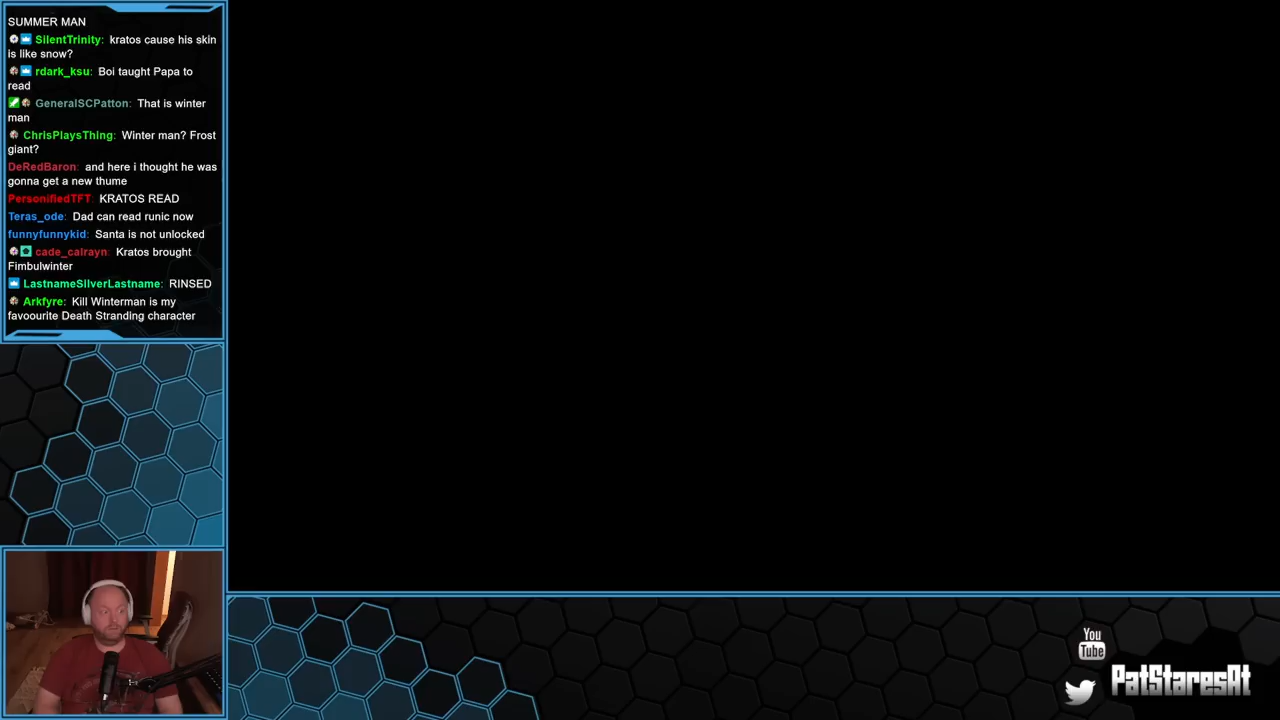 SUMMER MAN
SilentTrinity: kratos cause his skin
is like snow?
rdark_ksu: Boi taught Papa to
read
GeneralSCPatton: That is winter
man
ChrisPlaysThing: Winter man? Frost
giant?
DeRedBaron: and here i thought he was
gonna get a new thume
PersonifiedTFT: KRATOS READ
Teras_ode: Dad can read runic now
funnyfunnykid: Santa is not unlocked
cade_calrayn: Kratos brought
Fimbulwinter
LastnameSilverLastname: RINSED
Arkfyre: Kill Winterman is my
favoourite Death Stranding character
You
Tube
PatStaresAt